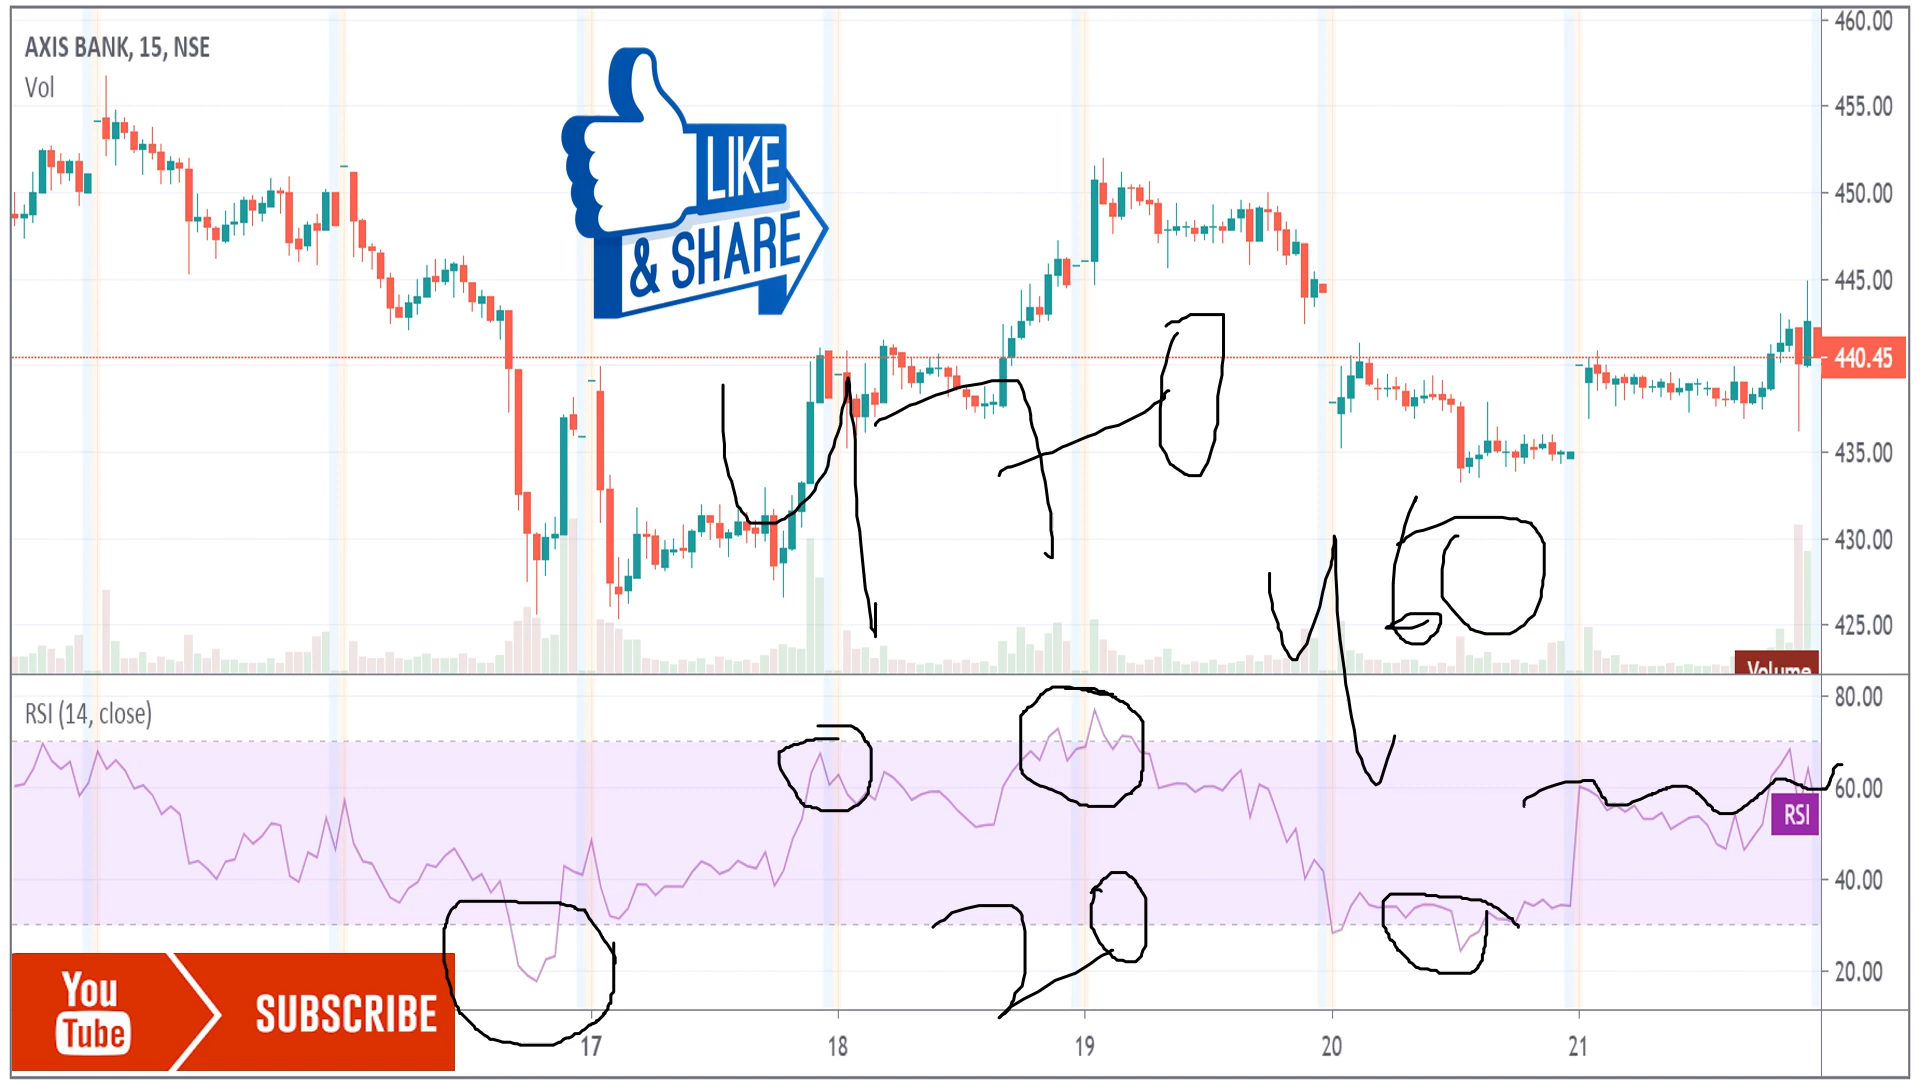 AXIS BANK, 15, NSE
Vol
460.00
455.00
450.00
445.00
440.45
435.00
430.00
425.00
LIKE
& SHARE
Volume
RSI (14, close)
80.00
60.00
RSI
40.00
20.00
You
Tube
SUBSCRIBE
17
18
19
20
21